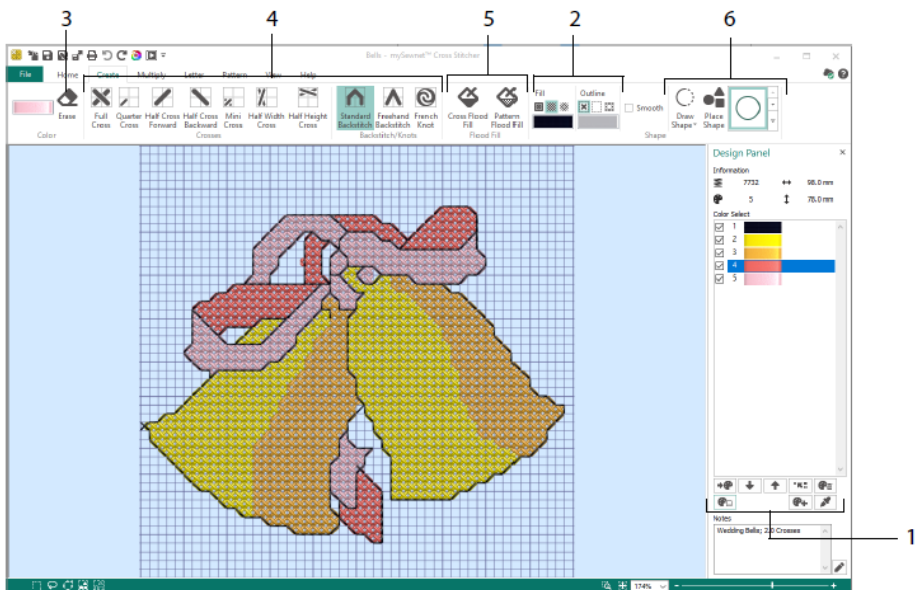 3 4 5 2 6
Bells - mySewnet™ Cross Stitcher
File Home Create Multiply Letter Pattern View Help
Fill Outline
Erase
Full Cross
Quarter Cross
Half Cross Forward
Half Cross Backward
Mini Cross
Half Width Cross
Half Height Cross
Standard Backstitch
Freehand Backstitch
French Knot
Cross Flood Fill
Pattern Flood Fill
Smooth
Draw Shape
Place Shape
Color Crosses Backstitch/Knots Flood Fill Shape
Design Panel
Information
7732 98.0 mm
5 78.0 mm
Color Select
1
2
3
4
5
Notes
Wedding Bells; 2.0 Crosses
1
174%